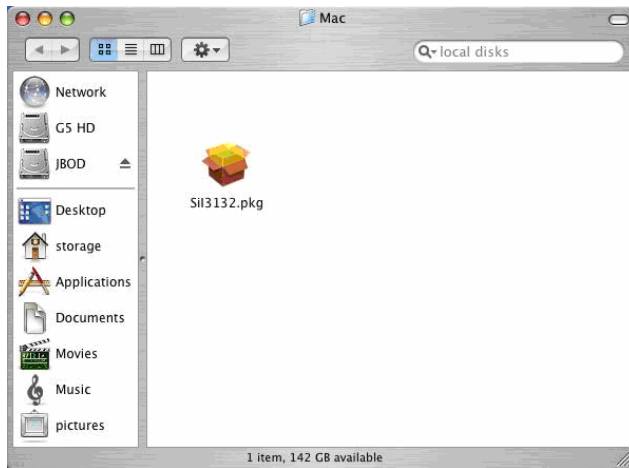 Mac
local disks
Network
G5 HD
JBOD
Desktop
storage
Applications
Documents
Movies
Music
pictures
SiI3132.pkg
1 item, 142 GB available